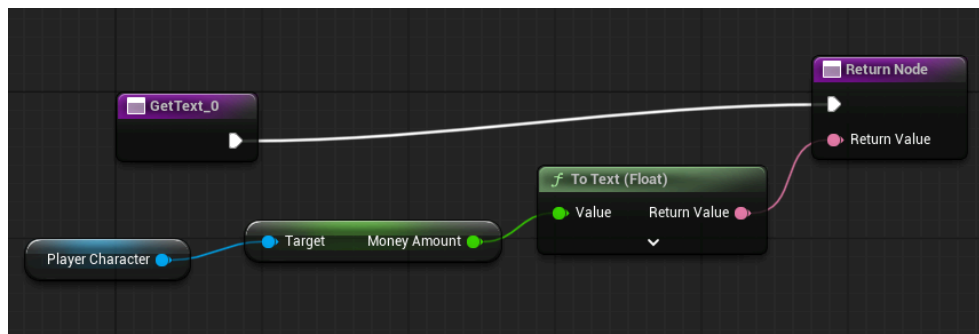 Return Node
GetText_0
Return Value
ƒ To Text (Float)
Value Return Value
Target Money Amount
Player Character